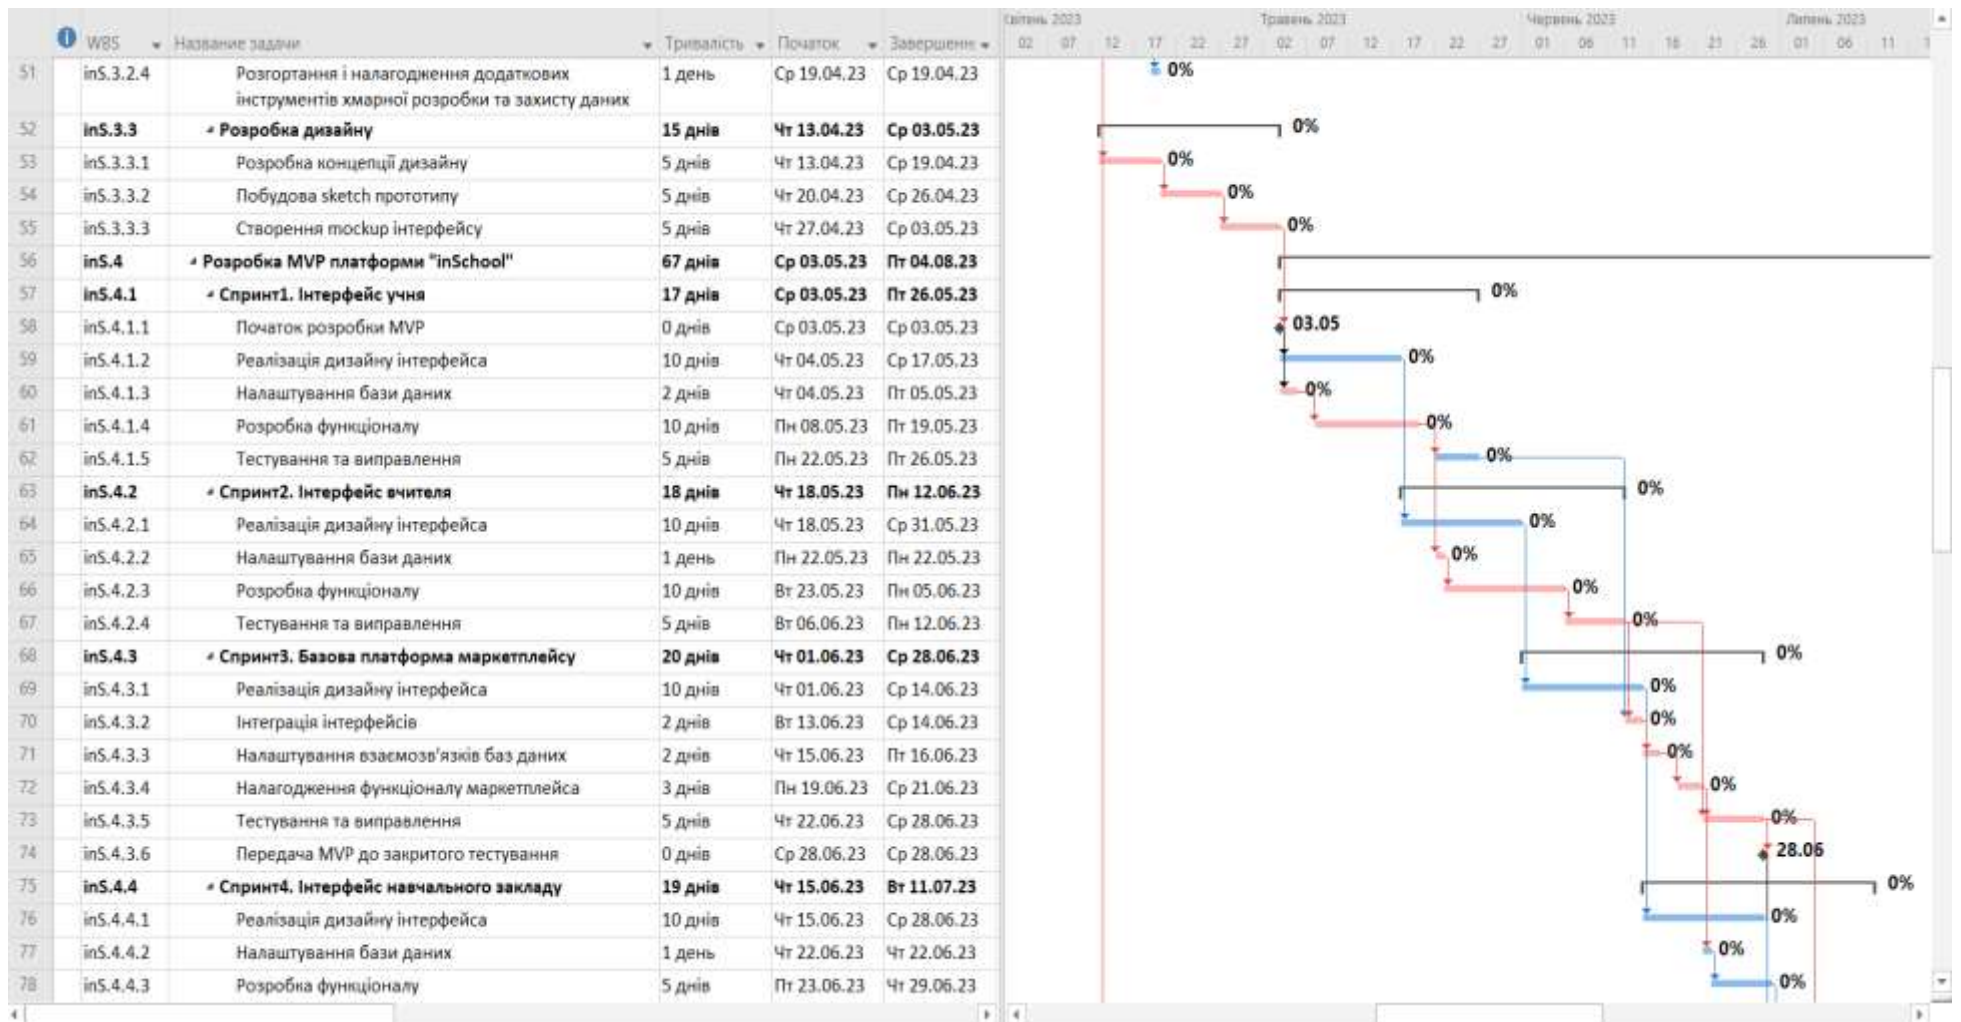 Квітень 2023 Травень 2023 Червень 2023 Липень 2023
WBS Название задачи Тривалість Початок Завершенн 02 07 12 17 22 27 02 07 12 17 22 27 01 06 11 16 21 26 01 06 11
51 inS.3.2.4 Розгортання і налагодження додаткових 1 день Ср 19.04.23 Ср 19.04.23 0%
інструментів хмарної розробки та захисту даних
52 inS.3.3 Розробка дизайну 15 днів Чт 13.04.23 Ср 03.05.23 0%
53 inS.3.3.1 Розробка концепції дизайну 5 днів Чт 13.04.23 Ср 19.04.23 0%
54 inS.3.3.2 Побудова sketch прототипу 5 днів Чт 20.04.23 Ср 26.04.23 0%
55 inS.3.3.3 Створення mockup інтерфейсу 5 днів Чт 27.04.23 Ср 03.05.23 0%
56 inS.4 Розробка MVP платформи "inSchool" 67 днів Ср 03.05.23 Пт 04.08.23
57 inS.4.1 Спринт1. Інтерфейс учня 17 днів Ср 03.05.23 Пт 26.05.23 0%
58 inS.4.1.1 Початок розробки MVP 0 днів Ср 03.05.23 Ср 03.05.23 03.05
59 inS.4.1.2 Реалізація дизайну інтерфейса 10 днів Чт 04.05.23 Ср 17.05.23 0%
60 inS.4.1.3 Налаштування бази даних 2 днів Чт 04.05.23 Пт 05.05.23 0%
61 inS.4.1.4 Розробка функціоналу 10 днів Пн 08.05.23 Пт 19.05.23 0%
62 inS.4.1.5 Тестування та виправлення 5 днів Пн 22.05.23 Пт 26.05.23 0%
63 inS.4.2 Спринт2. Інтерфейс вчителя 18 днів Чт 18.05.23 Пн 12.06.23 0%
64 inS.4.2.1 Реалізація дизайну інтерфейса 10 днів Чт 18.05.23 Ср 31.05.23 0%
65 inS.4.2.2 Налаштування бази даних 1 день Пн 22.05.23 Пн 22.05.23 0%
66 inS.4.2.3 Розробка функціоналу 10 днів Вт 23.05.23 Пн 05.06.23 0%
67 inS.4.2.4 Тестування та виправлення 5 днів Вт 06.06.23 Пн 12.06.23 0%
68 inS.4.3 Спринт3. Базова платформа маркетплейсу 20 днів Чт 01.06.23 Ср 28.06.23 0%
69 inS.4.3.1 Реалізація дизайну інтерфейса 10 днів Чт 01.06.23 Ср 14.06.23 0%
70 inS.4.3.2 Інтеграція інтерфейсів 2 днів Вт 13.06.23 Ср 14.06.23 0%
71 inS.4.3.3 Налаштування взаємозв'язків баз даних 2 днів Чт 15.06.23 Пт 16.06.23 0%
72 inS.4.3.4 Налагодження функціоналу маркетплейса 3 днів Пн 19.06.23 Ср 21.06.23 0%
73 inS.4.3.5 Тестування та виправлення 5 днів Чт 22.06.23 Ср 28.06.23 0%
74 inS.4.3.6 Передача MVP до закритого тестування 0 днів Ср 28.06.23 Ср 28.06.23 28.06
75 inS.4.4 Спринт4. Інтерфейс навчального закладу 19 днів Чт 15.06.23 Вт 11.07.23 0%
76 inS.4.4.1 Реалізація дизайну інтерфейса 10 днів Чт 15.06.23 Ср 28.06.23 0%
77 inS.4.4.2 Налаштування бази даних 1 день Чт 22.06.23 Чт 22.06.23 0%
78 inS.4.4.3 Розробка функціоналу 5 днів Пт 23.06.23 Чт 29.06.23 0%